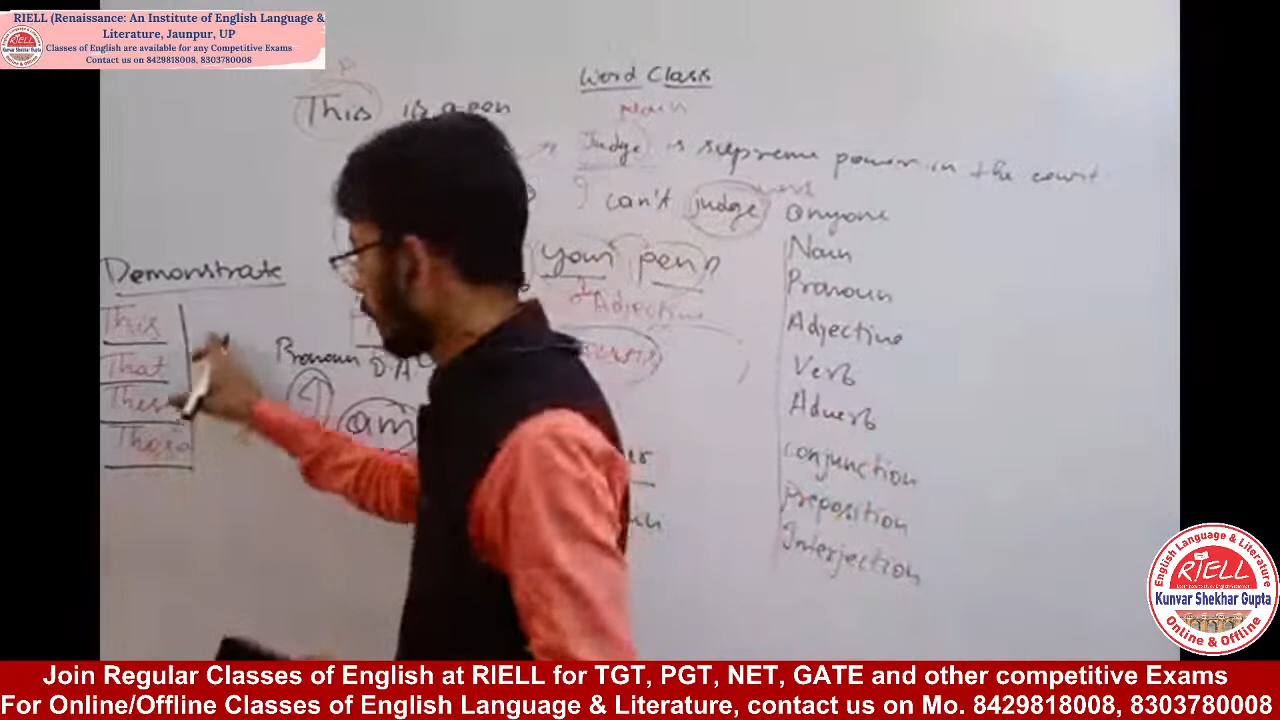 RIELL (Renaissance: An Institute of English Language &
Literature, Jaunpur, UP
Classes of English are available for any Competitive Exams
Contact us on 8429818008, 8303780008
Word Class
This is a pen
Noun
Judge is supreme power in the court
I can't judge anyone
verb
your pen
Adjective
Demonstrate
This
That
These
Those
Pronoun D.A
I am
Noun
Pronoun
Adjective
Verb
Adverb
conjunction
preposition
Interjection
English Language & Literature
RIELL
Kunvar Shekhar Gupta
Online & Offline
Join Regular Classes of English at RIELL for TGT, PGT, NET, GATE and other competitive Exams
For Online/Offline Classes of English Language & Literature, contact us on Mo. 8429818008, 8303780008